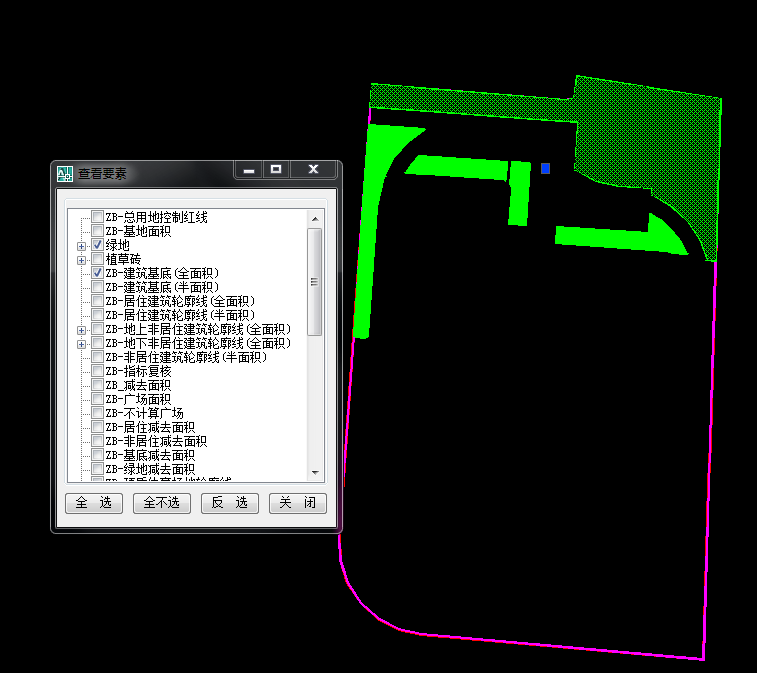 查看要素
ZB-总用地控制红线
ZB-基地面积
绿地
植草砖
ZB-建筑基底(全面积)
ZB-建筑基底(半面积)
ZB-居住建筑轮廓线(全面积)
ZB-居住建筑轮廓线(半面积)
ZB-地上非居住建筑轮廓线(全面积)
ZB-地下非居住建筑轮廓线(全面积)
ZB-非居住建筑轮廓线(半面积)
ZB-指标复核
ZB_减去面积
ZB-广场面积
ZB-不计算广场
ZB-居住减去面积
ZB-非居住减去面积
ZB-基底减去面积
ZB-绿地减去面积
全 选 全不选 反 选 关 闭